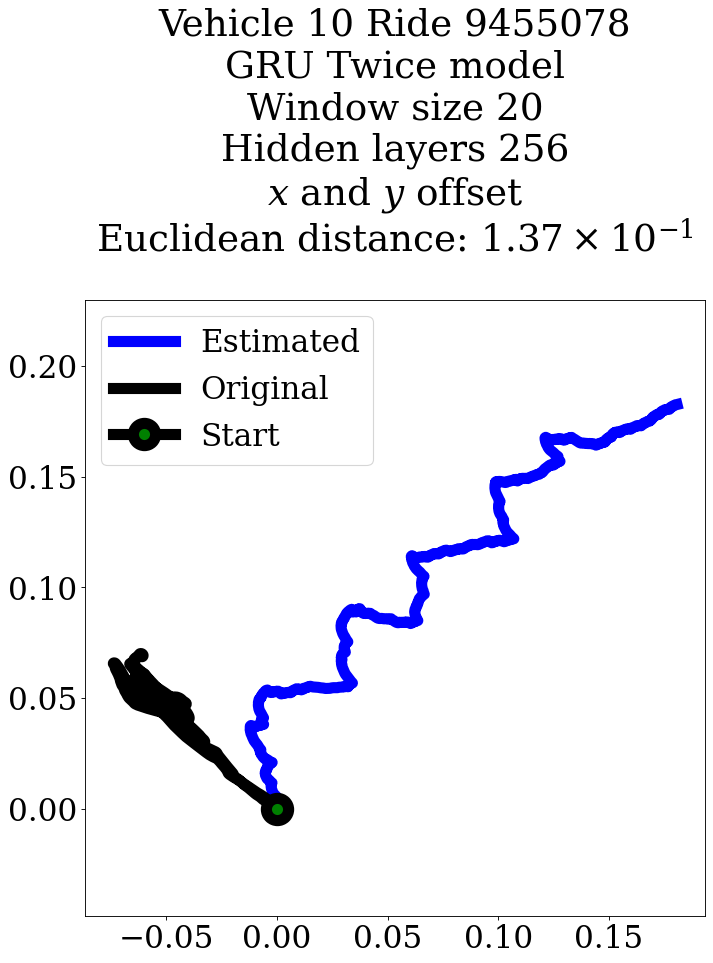 Vehicle 10 Ride 9455078
GRU Twice model
Window size 20
Hidden layers 256
x and y offset
Euclidean distance: 1.37 × 10⁻¹
Estimated
Original
Start
0.20
0.15
0.10
0.05
0.00
−0.05 0.00 0.05 0.10 0.15